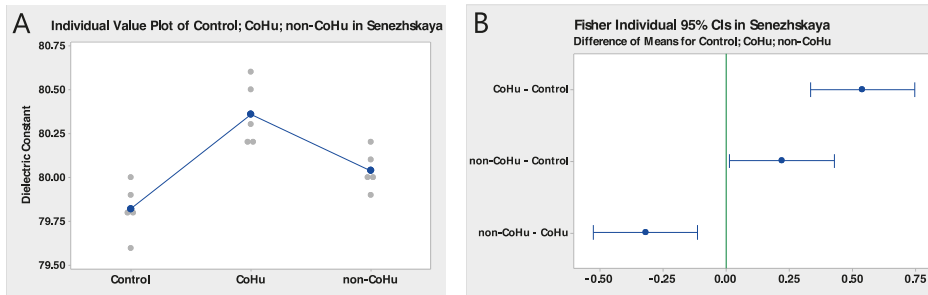 A
Individual Value Plot of Control; CoHu; non-CoHu in Senezhskaya
80.75
80.50
80.25
80.00
79.75
79.50
Dielectric Constant
Control
CoHu
non-CoHu
B
Fisher Individual 95% CIs in Senezhskaya
Difference of Means for Control; CoHu; non-CoHu
CoHu - Control
non-CoHu - Control
non-CoHu - CoHu
-0.50
-0.25
0.00
0.25
0.50
0.75